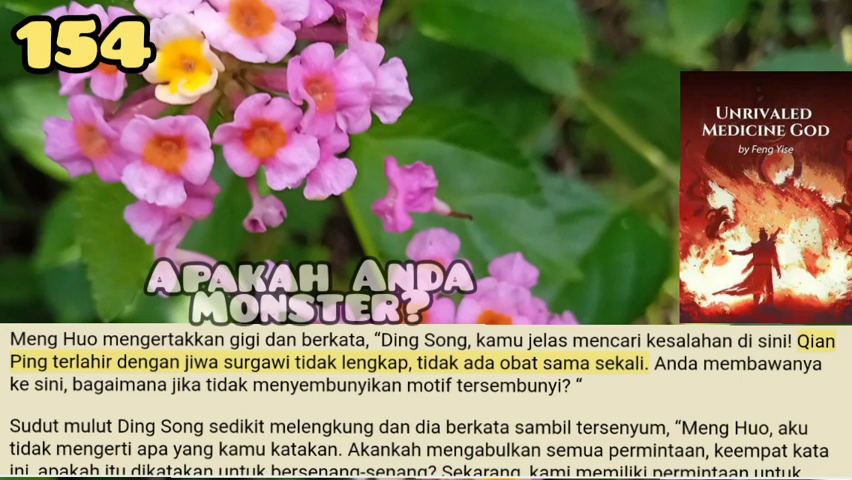 154
UNRIVALED
MEDICINE GOD
by Feng Yise
APAKAH ANDA
MONSTER?
Meng Huo mengertakkan gigi dan berkata, “Ding Song, kamu jelas mencari kesalahan di sini! Qian
Ping terlahir dengan jiwa surgawi tidak lengkap, tidak ada obat sama sekali. Anda membawanya
ke sini, bagaimana jika tidak menyembunyikan motif tersembunyi? “
Sudut mulut Ding Song sedikit melengkung dan dia berkata sambil tersenyum, “Meng Huo, aku
tidak mengerti apa yang kamu katakan. Akankah mengabulkan semua permintaan, keempat kata
ini, apakah itu dikatakan untuk bersenang-senang? Sekarang, kami memiliki permintaan untuk